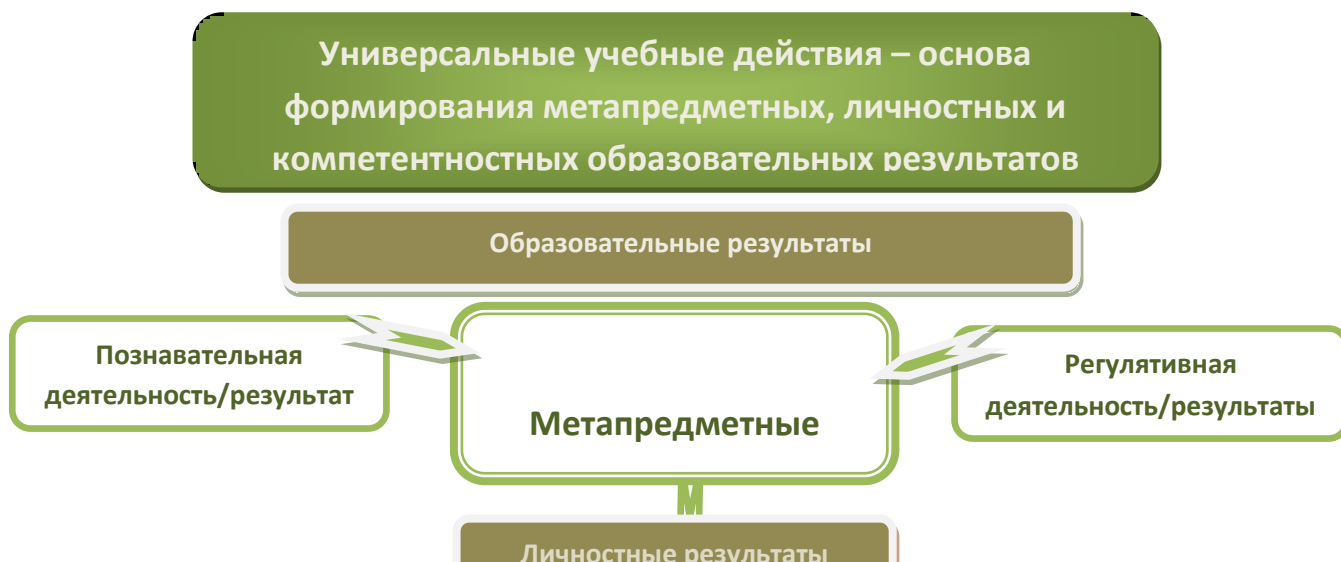 Универсальные учебные действия – основа
формирования метапредметных, личностных и
компетентностных образовательных результатов
Образовательные результаты
Познавательная
деятельность/результат
Метапредметные
Регулятивная
деятельность/результаты
Личностные результаты